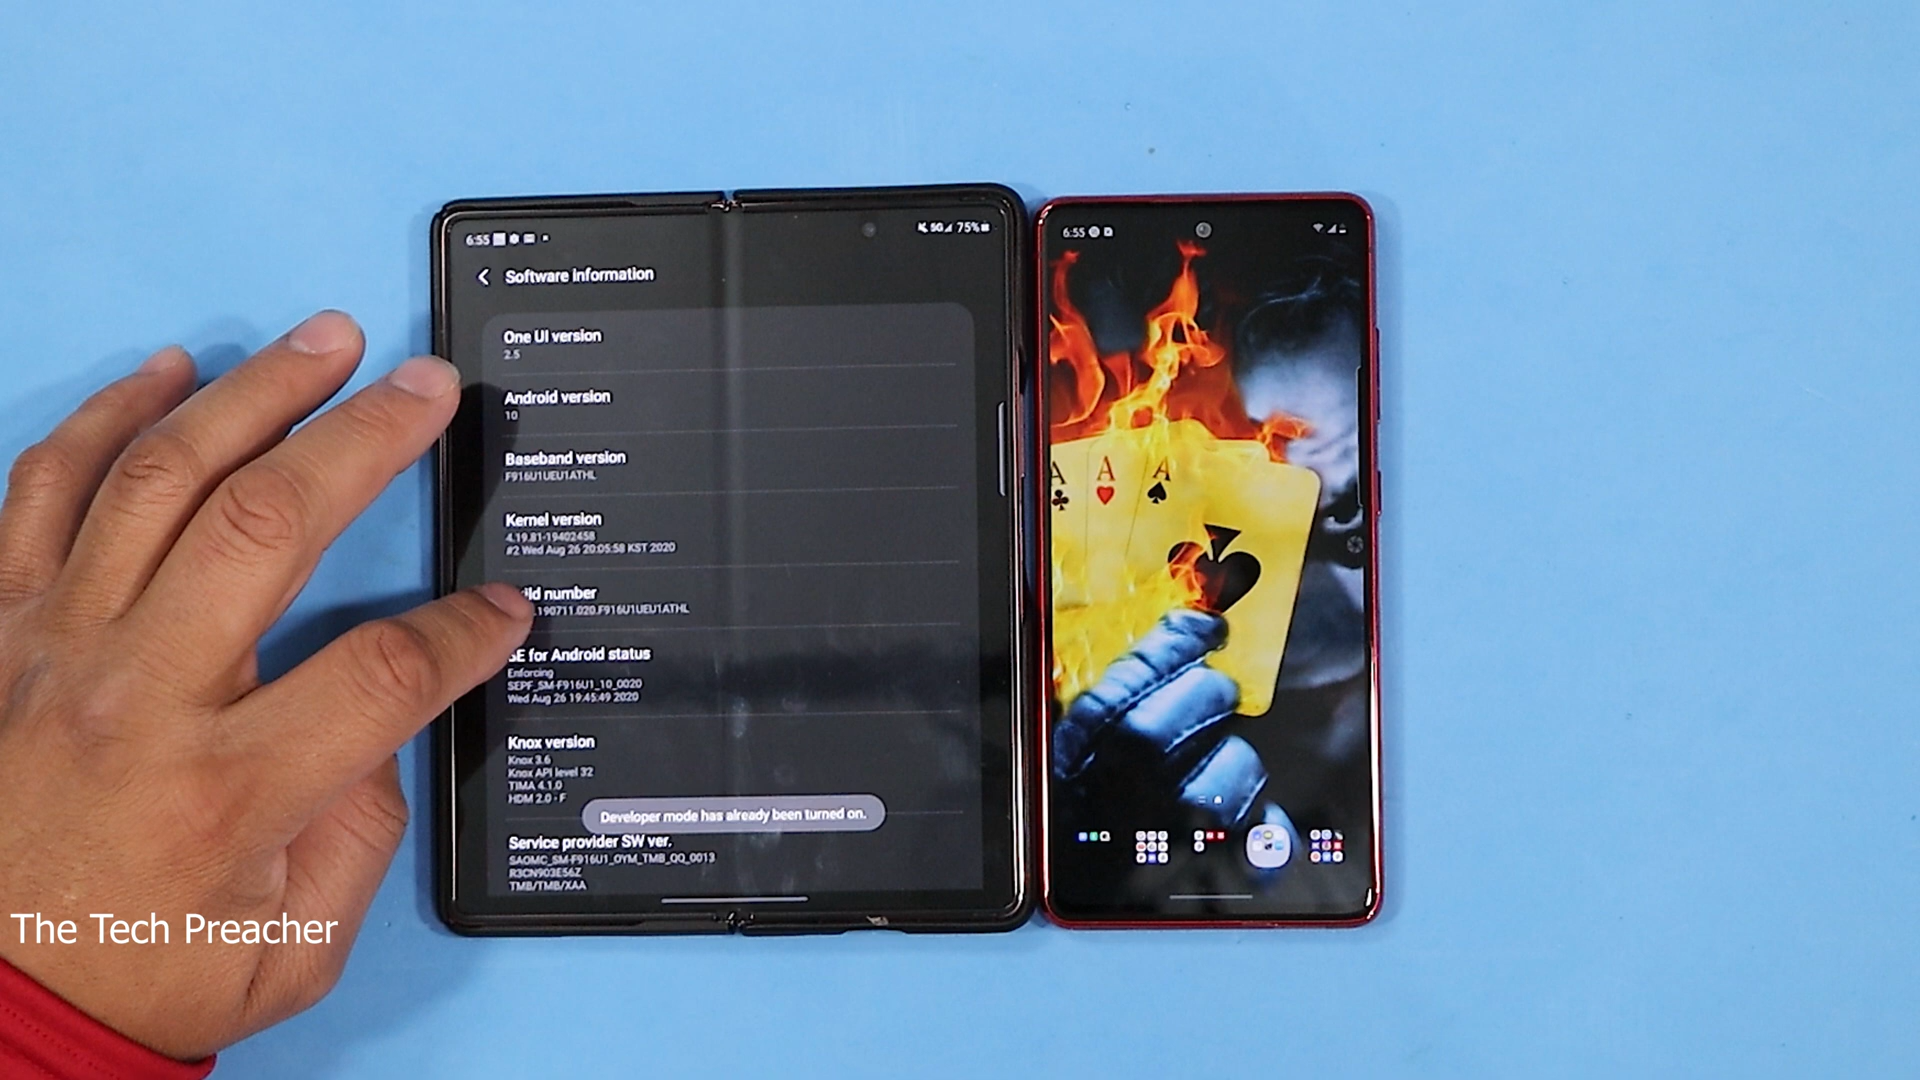 6:55
5G 75%
Software information
One UI version
2.5
Android version
10
Baseband version
F916U1UEU1ATHL
Kernel version
4.19.81-19402458
#2 Wed Aug 26 20:05:58 KST 2020
ild number
.190711.020.F916U1UEU1ATHL
SE for Android status
Enforcing
SEPF_SM-F916U1_10_0020
Wed Aug 26 19:45:49 2020
Knox version
Knox 3.6
Knox API level 32
TIMA 4.1.0
HDM 2.0 - F
Developer mode has already been turned on.
Service provider SW ver.
SAOMC_SM-F916U1_OYM_TMB_QQ_0013
R3CN903E56Z
TMB/TMB/XAA
6:55
A A A
The Tech Preacher